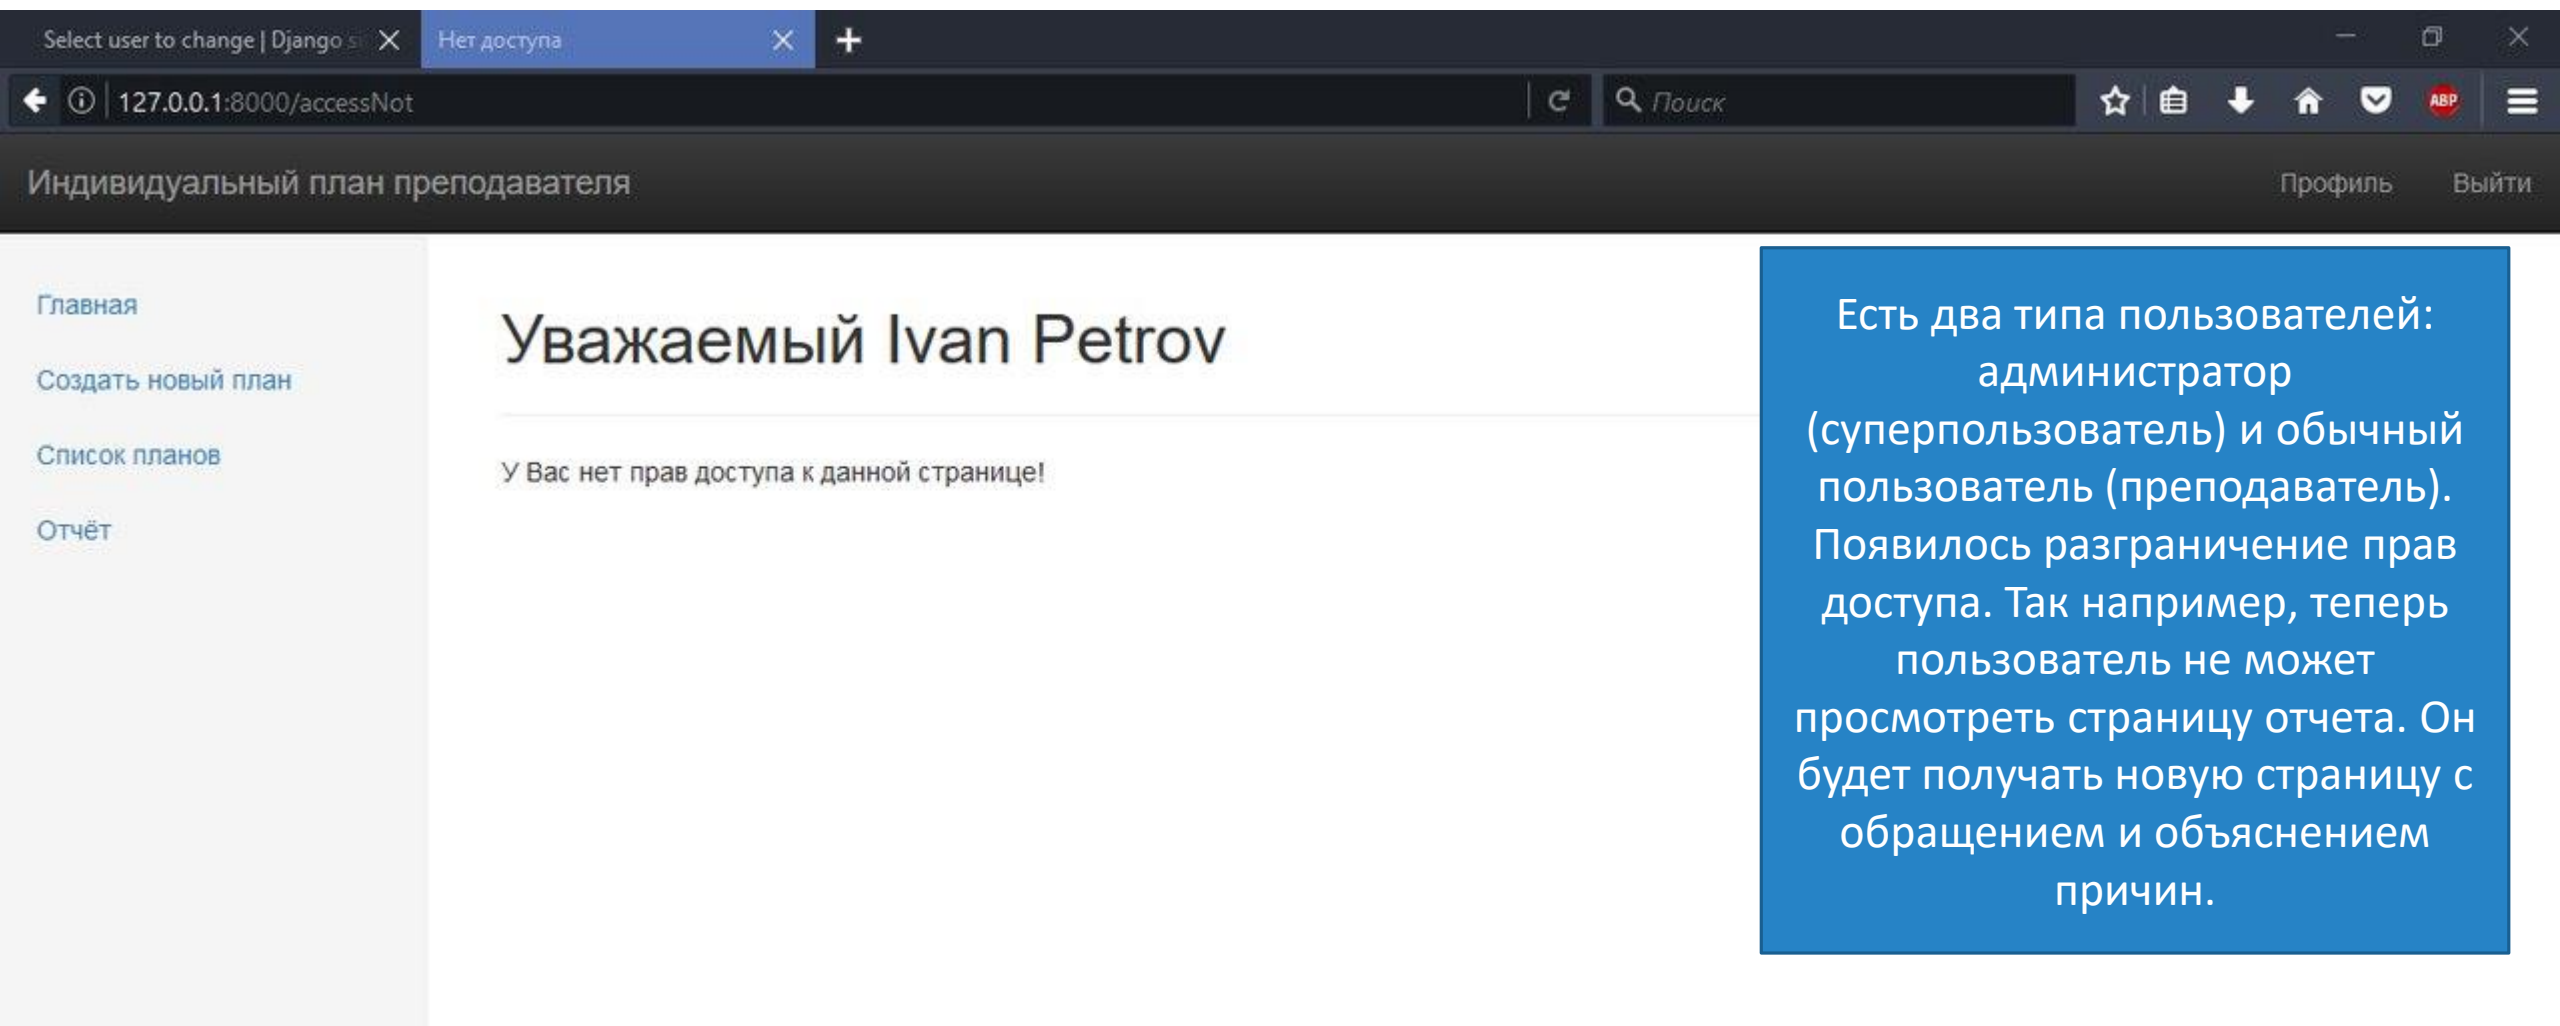 Select user to change | Django s
Нет доступа
127.0.0.1:8000/accessNot
Поиск
ABP
Индивидуальный план преподавателя
Профиль
Выйти
Главная
Создать новый план
Список планов
Отчёт
Уважаемый Ivan Petrov
У Вас нет прав доступа к данной странице!
Есть два типа пользователей:
администратор
(суперпользователь) и обычный
пользователь (преподаватель).
Появилось разграничение прав
доступа. Так например, теперь
пользователь не может
просмотреть страницу отчета. Он
будет получать новую страницу с
обращением и объяснением
причин.